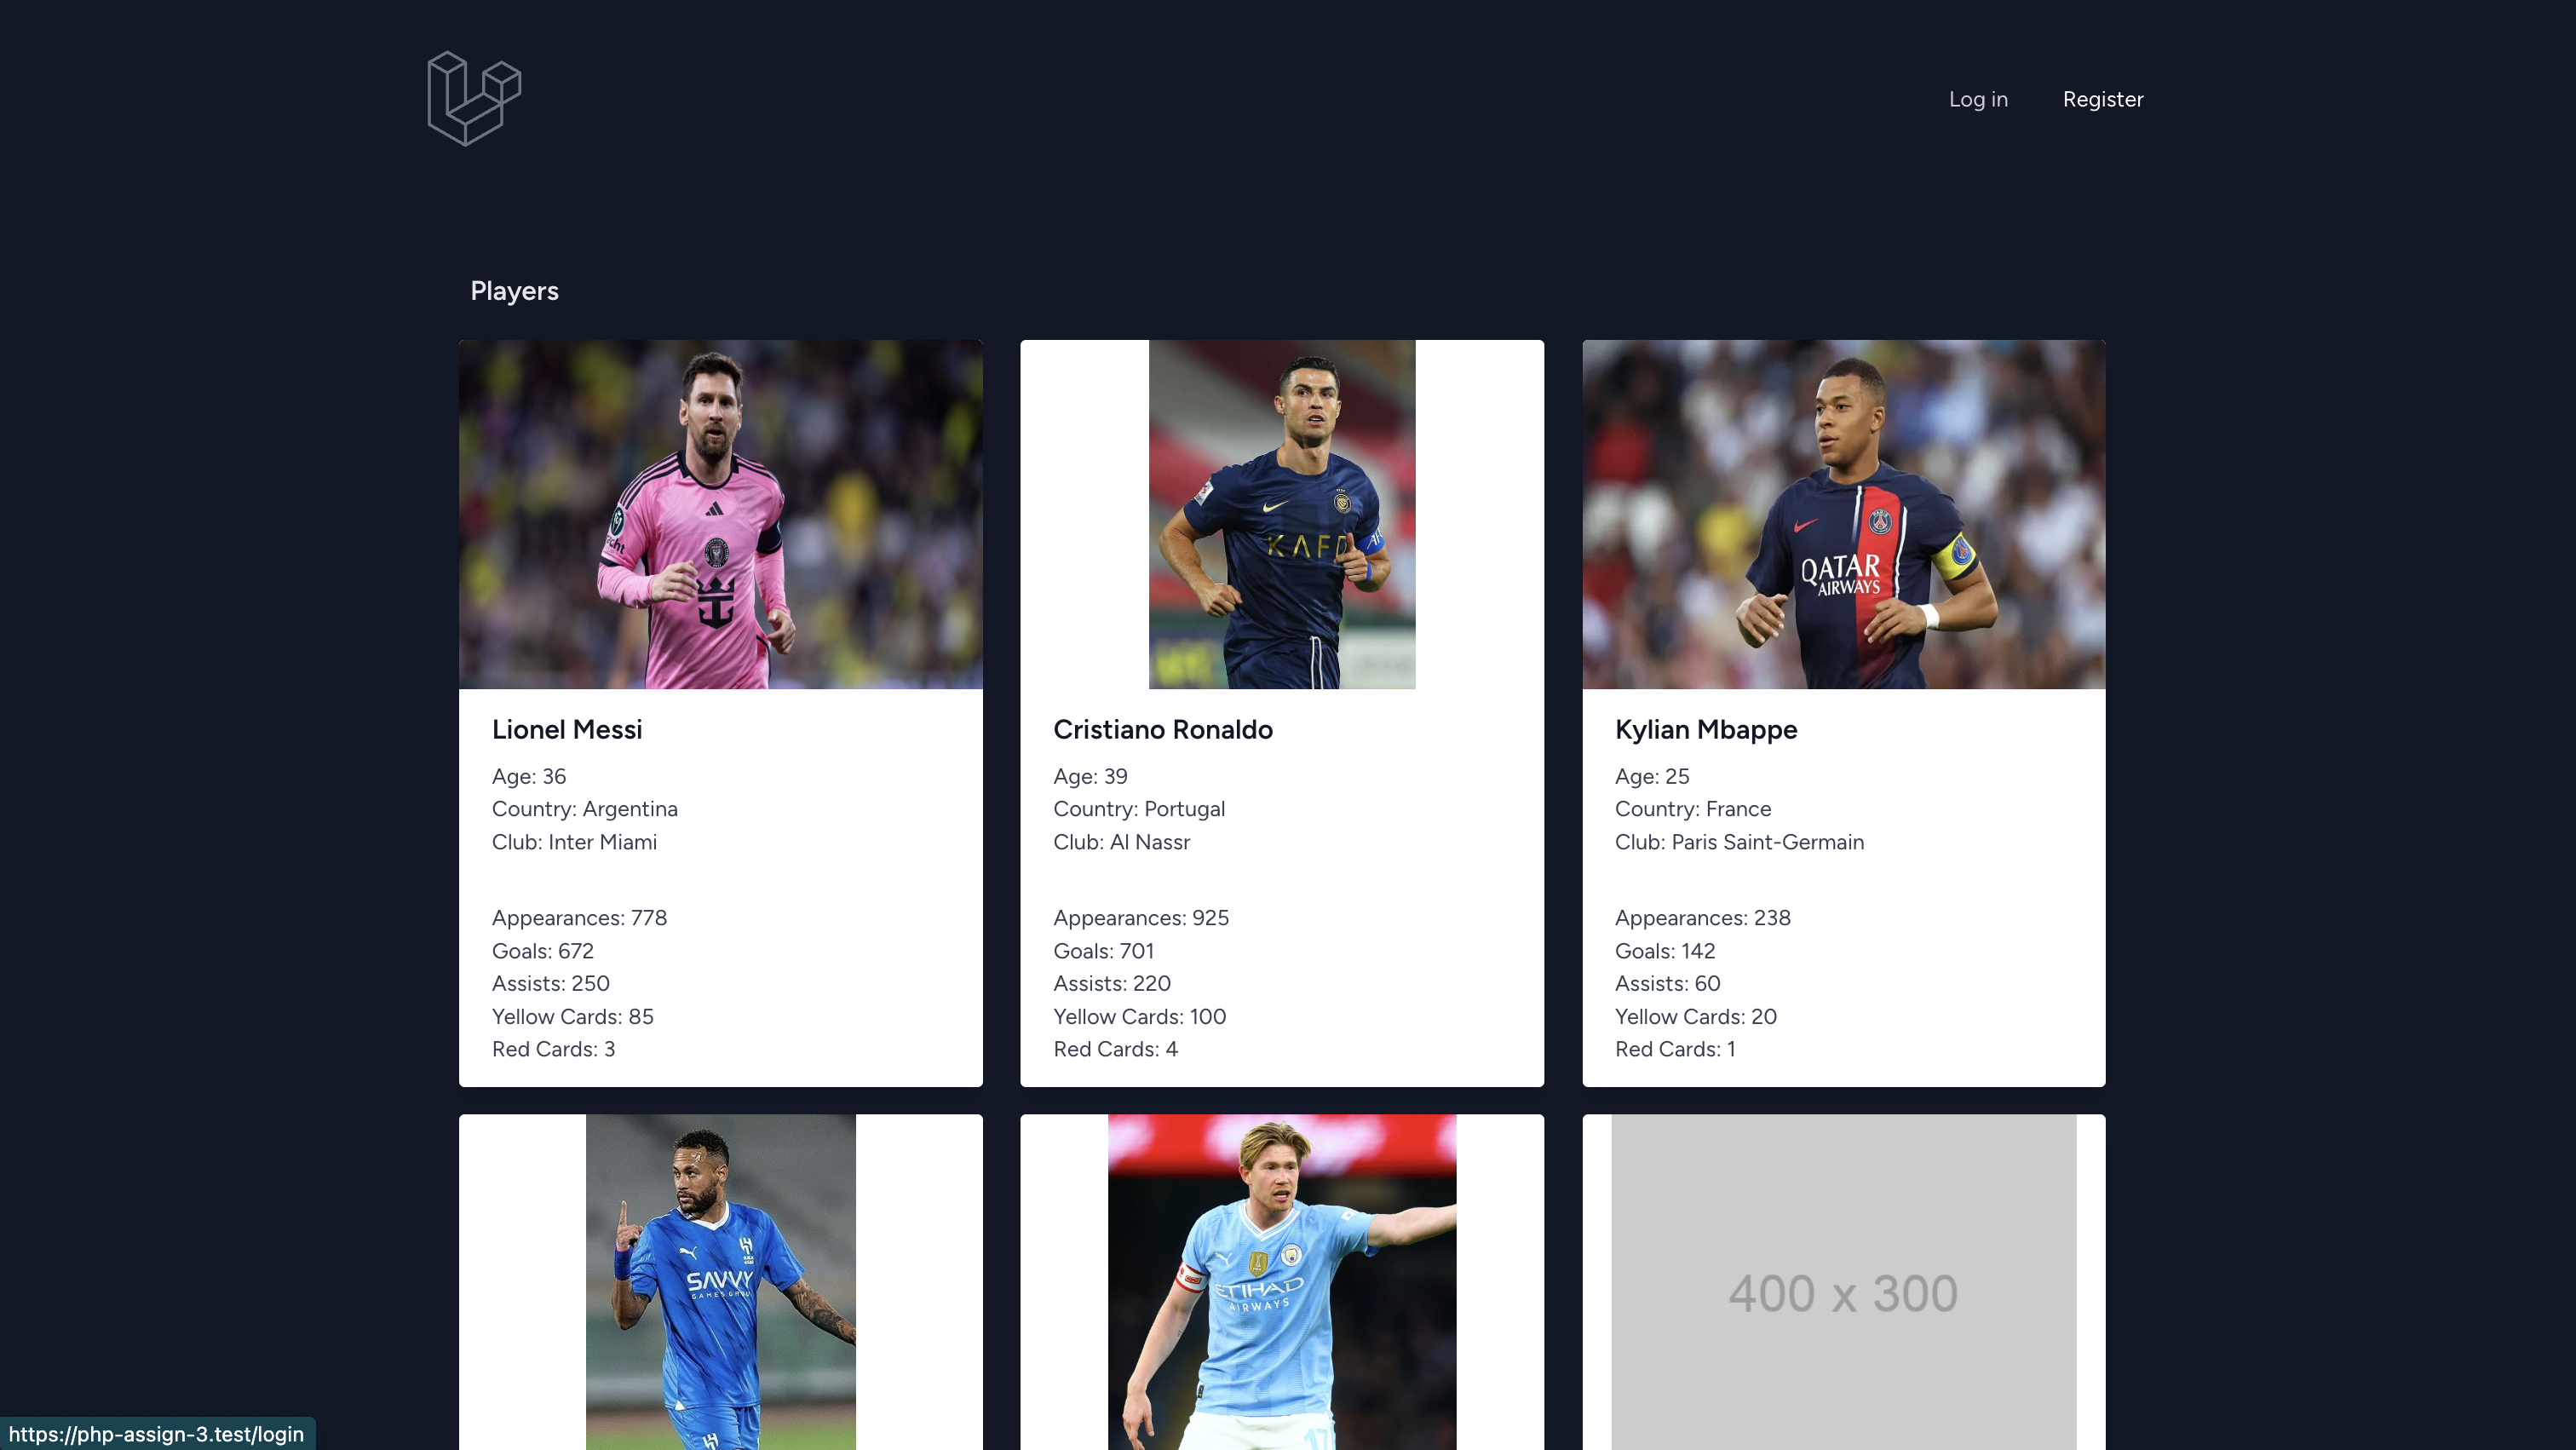 Log in Register
Players
KAFD
QATAR
AIRWAYS
Lionel Messi
Age: 36
Country: Argentina
Club: Inter Miami
Appearances: 778
Goals: 672
Assists: 250
Yellow Cards: 85
Red Cards: 3
Cristiano Ronaldo
Age: 39
Country: Portugal
Club: Al Nassr
Appearances: 925
Goals: 701
Assists: 220
Yellow Cards: 100
Red Cards: 4
Kylian Mbappe
Age: 25
Country: France
Club: Paris Saint-Germain
Appearances: 238
Goals: 142
Assists: 60
Yellow Cards: 20
Red Cards: 1
SAVVY
GAMES GROUP
ETIHAD
AIRWAYS
17
400 x 300
https://php-assign-3.test/login